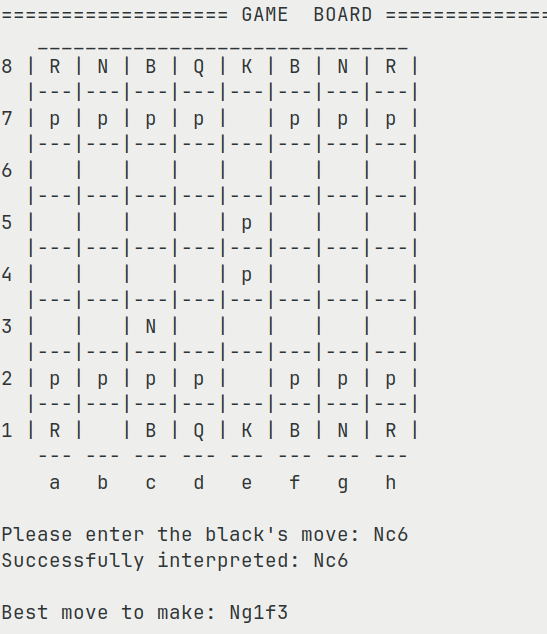 =================== GAME  BOARD ==============
   _______________________________
8 | R | N | B | Q | K | B | N | R |
  |---|---|---|---|---|---|---|---|
7 | p | p | p | p |   | p | p | p |
  |---|---|---|---|---|---|---|---|
6 |   |   |   |   |   |   |   |   |
  |---|---|---|---|---|---|---|---|
5 |   |   |   |   | p |   |   |   |
  |---|---|---|---|---|---|---|---|
4 |   |   |   |   | p |   |   |   |
  |---|---|---|---|---|---|---|---|
3 |   |   | N |   |   |   |   |   |
  |---|---|---|---|---|---|---|---|
2 | p | p | p | p |   | p | p | p |
  |---|---|---|---|---|---|---|---|
1 | R |   | B | Q | K | B | N | R |
   --- --- --- --- --- --- --- ---
    a   b   c   d   e   f   g   h
Please enter the black's move: Nc6
Successfully interpreted: Nc6
Best move to make: Ng1f3